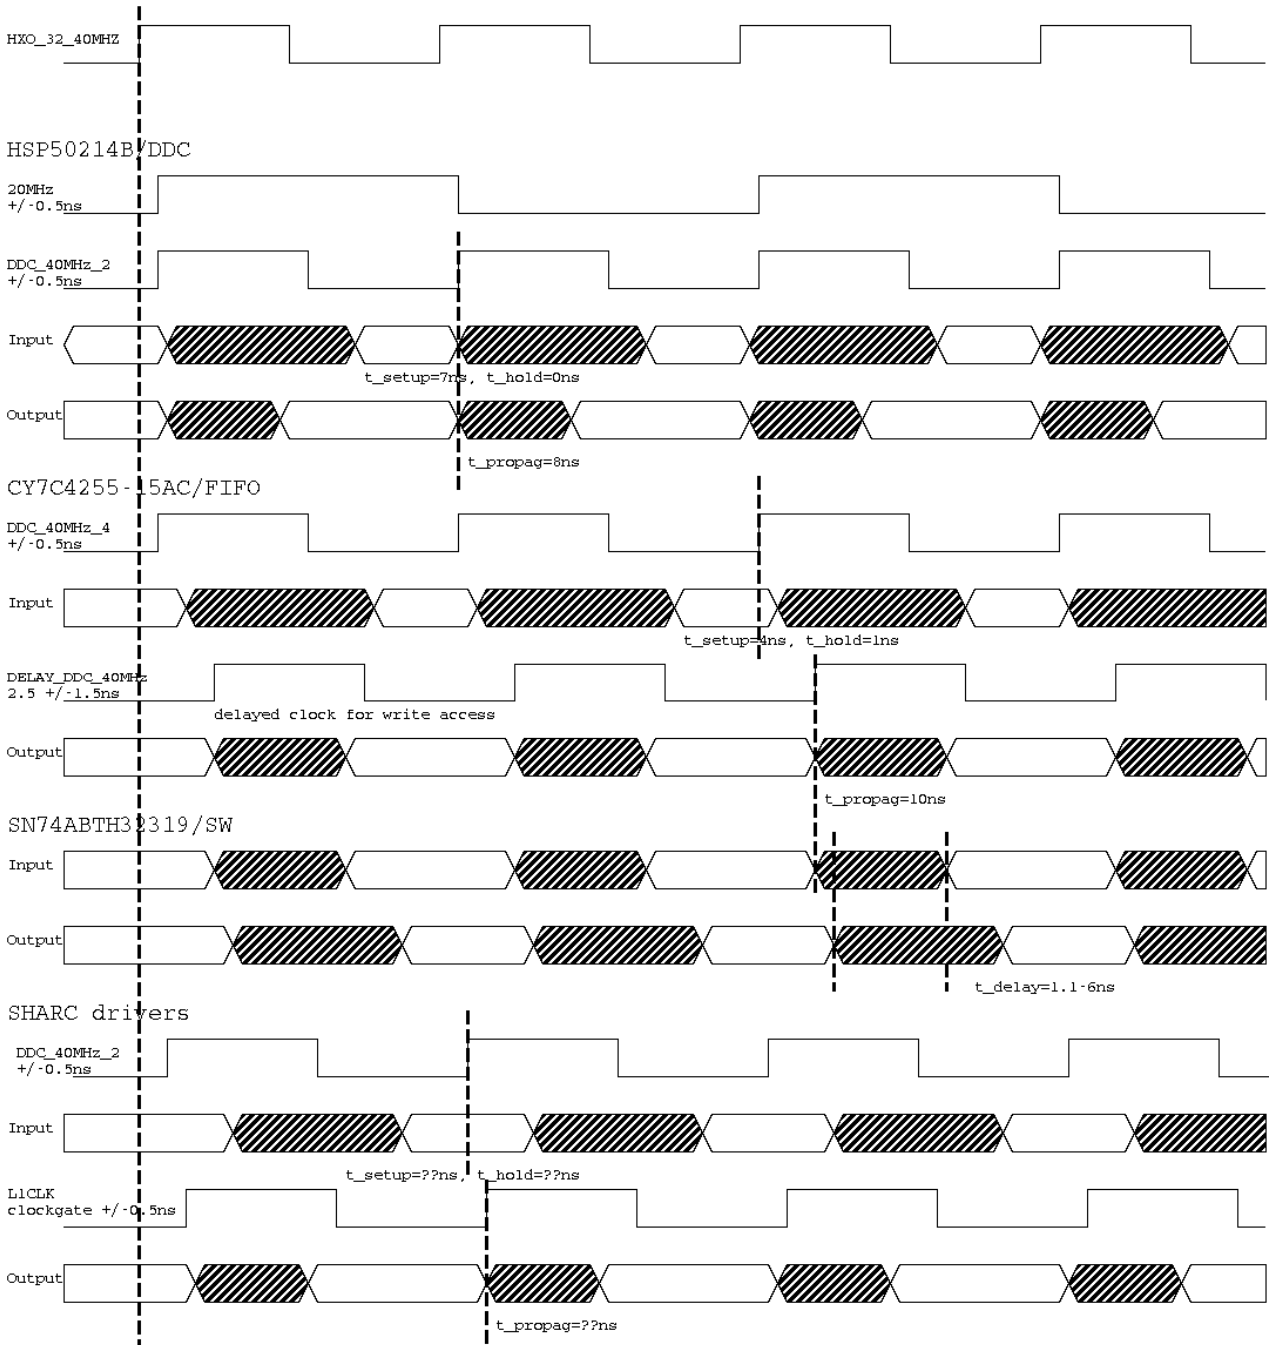 HXO_32_40MHZ
HSP50214B/DDC
20MHz
+/-0.5ns
DDC_40MHz_2
+/-0.5ns
Input
t_setup=7ns, t_hold=0ns
Output
t_propag=8ns
CY7C4255-15AC/FIFO
DDC_40MHz_4
+/-0.5ns
Input
t_setup=4ns, t_hold=1ns
DELAY_DDC_40MHz
2.5 +/-1.5ns
delayed clock for write access
Output
t_propag=10ns
SN74ABTH32319/SW
Input
Output
t_delay=1.1-6ns
SHARC drivers
DDC_40MHz_2
+/-0.5ns
Input
t_setup=??ns, t_hold=??ns
L1CLK
clockgate +/-0.5ns
Output
t_propag=??ns